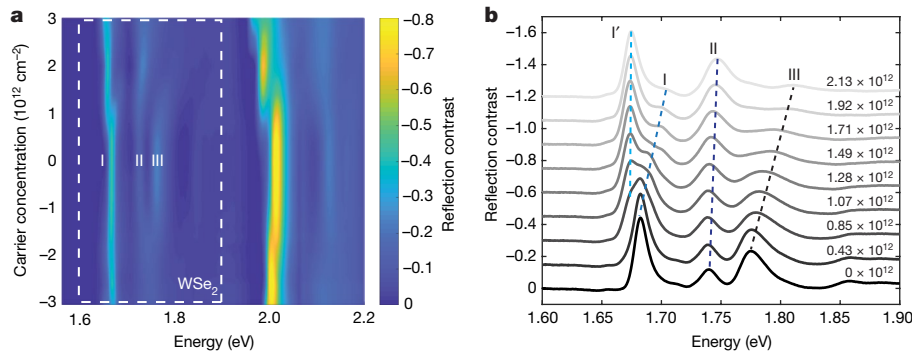 a
Carrier concentration (10¹² cm⁻²)
3
2
1
0
−1
−2
−3
I
II
III
WSe₂
1.6
1.8
2.0
2.2
Energy (eV)
−0.8
−0.7
−0.6
−0.5
−0.4
−0.3
−0.2
−0.1
0
Reflection contrast
b
Reflection contrast
−1.6
−1.4
−1.2
−1.0
−0.8
−0.6
−0.4
−0.2
0
I′
I
II
III
2.13 × 10¹²
1.92 × 10¹²
1.71 × 10¹²
1.49 × 10¹²
1.28 × 10¹²
1.07 × 10¹²
0.85 × 10¹²
0.43 × 10¹²
0 × 10¹²
1.60
1.65
1.70
1.75
1.80
1.85
1.90
Energy (eV)